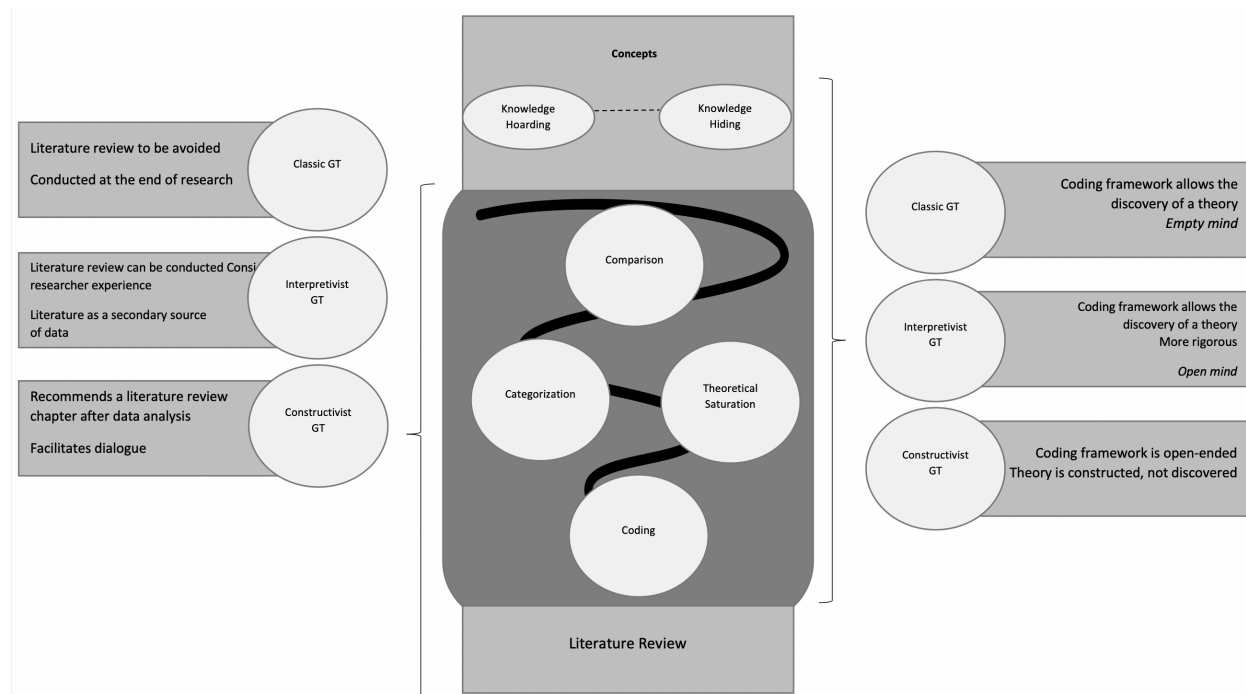 Concepts
Knowledge
Hoarding
Knowledge
Hiding
Literature review to be avoided
Conducted at the end of research
Classic GT
Literature review can be conducted Consi
researcher experience
Literature as a secondary source
of data
Interpretivist
GT
Recommends a literature review
chapter after data analysis
Facilitates dialogue
Constructivist
GT
Comparison
Categorization
Theoretical
Saturation
Coding
Literature Review
Classic GT
Coding framework allows the
discovery of a theory
Empty mind
Interpretivist
GT
Coding framework allows the
discovery of a theory
More rigorous
Open mind
Constructivist
GT
Coding framework is open-ended
Theory is constructed, not discovered